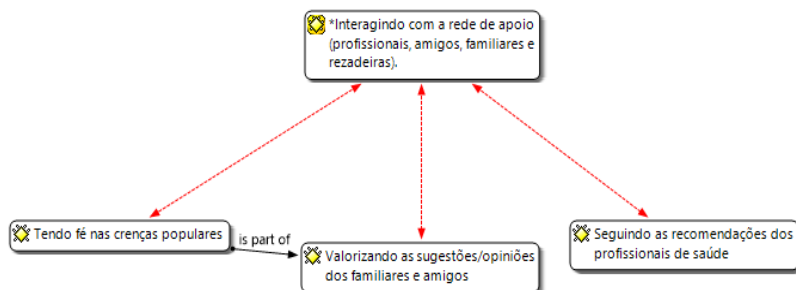 *Interagindo com a rede de apoio
(profissionais, amigos, familiares e
rezadeiras).
Tendo fé nas crenças populares
is part of
Valorizando as sugestões/opiniões
dos familiares e amigos
Seguindo as recomendações dos
profissionais de saúde